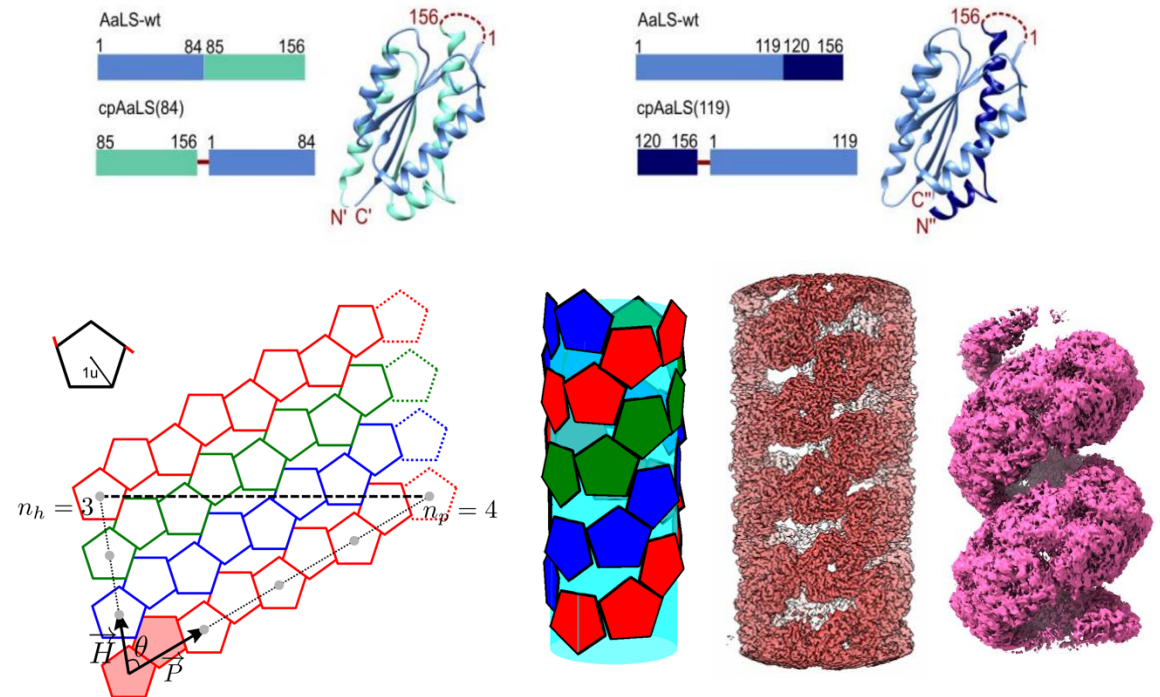 AaLS-wt
1 84 85 156
cpAaLS(84)
85 156 1 84
156
1
N' C'
AaLS-wt
1 119 120 156
cpAaLS(119)
120 156 1 119
156
1
C"
N"
1u
n_h = 3
n_p = 4
H θ P